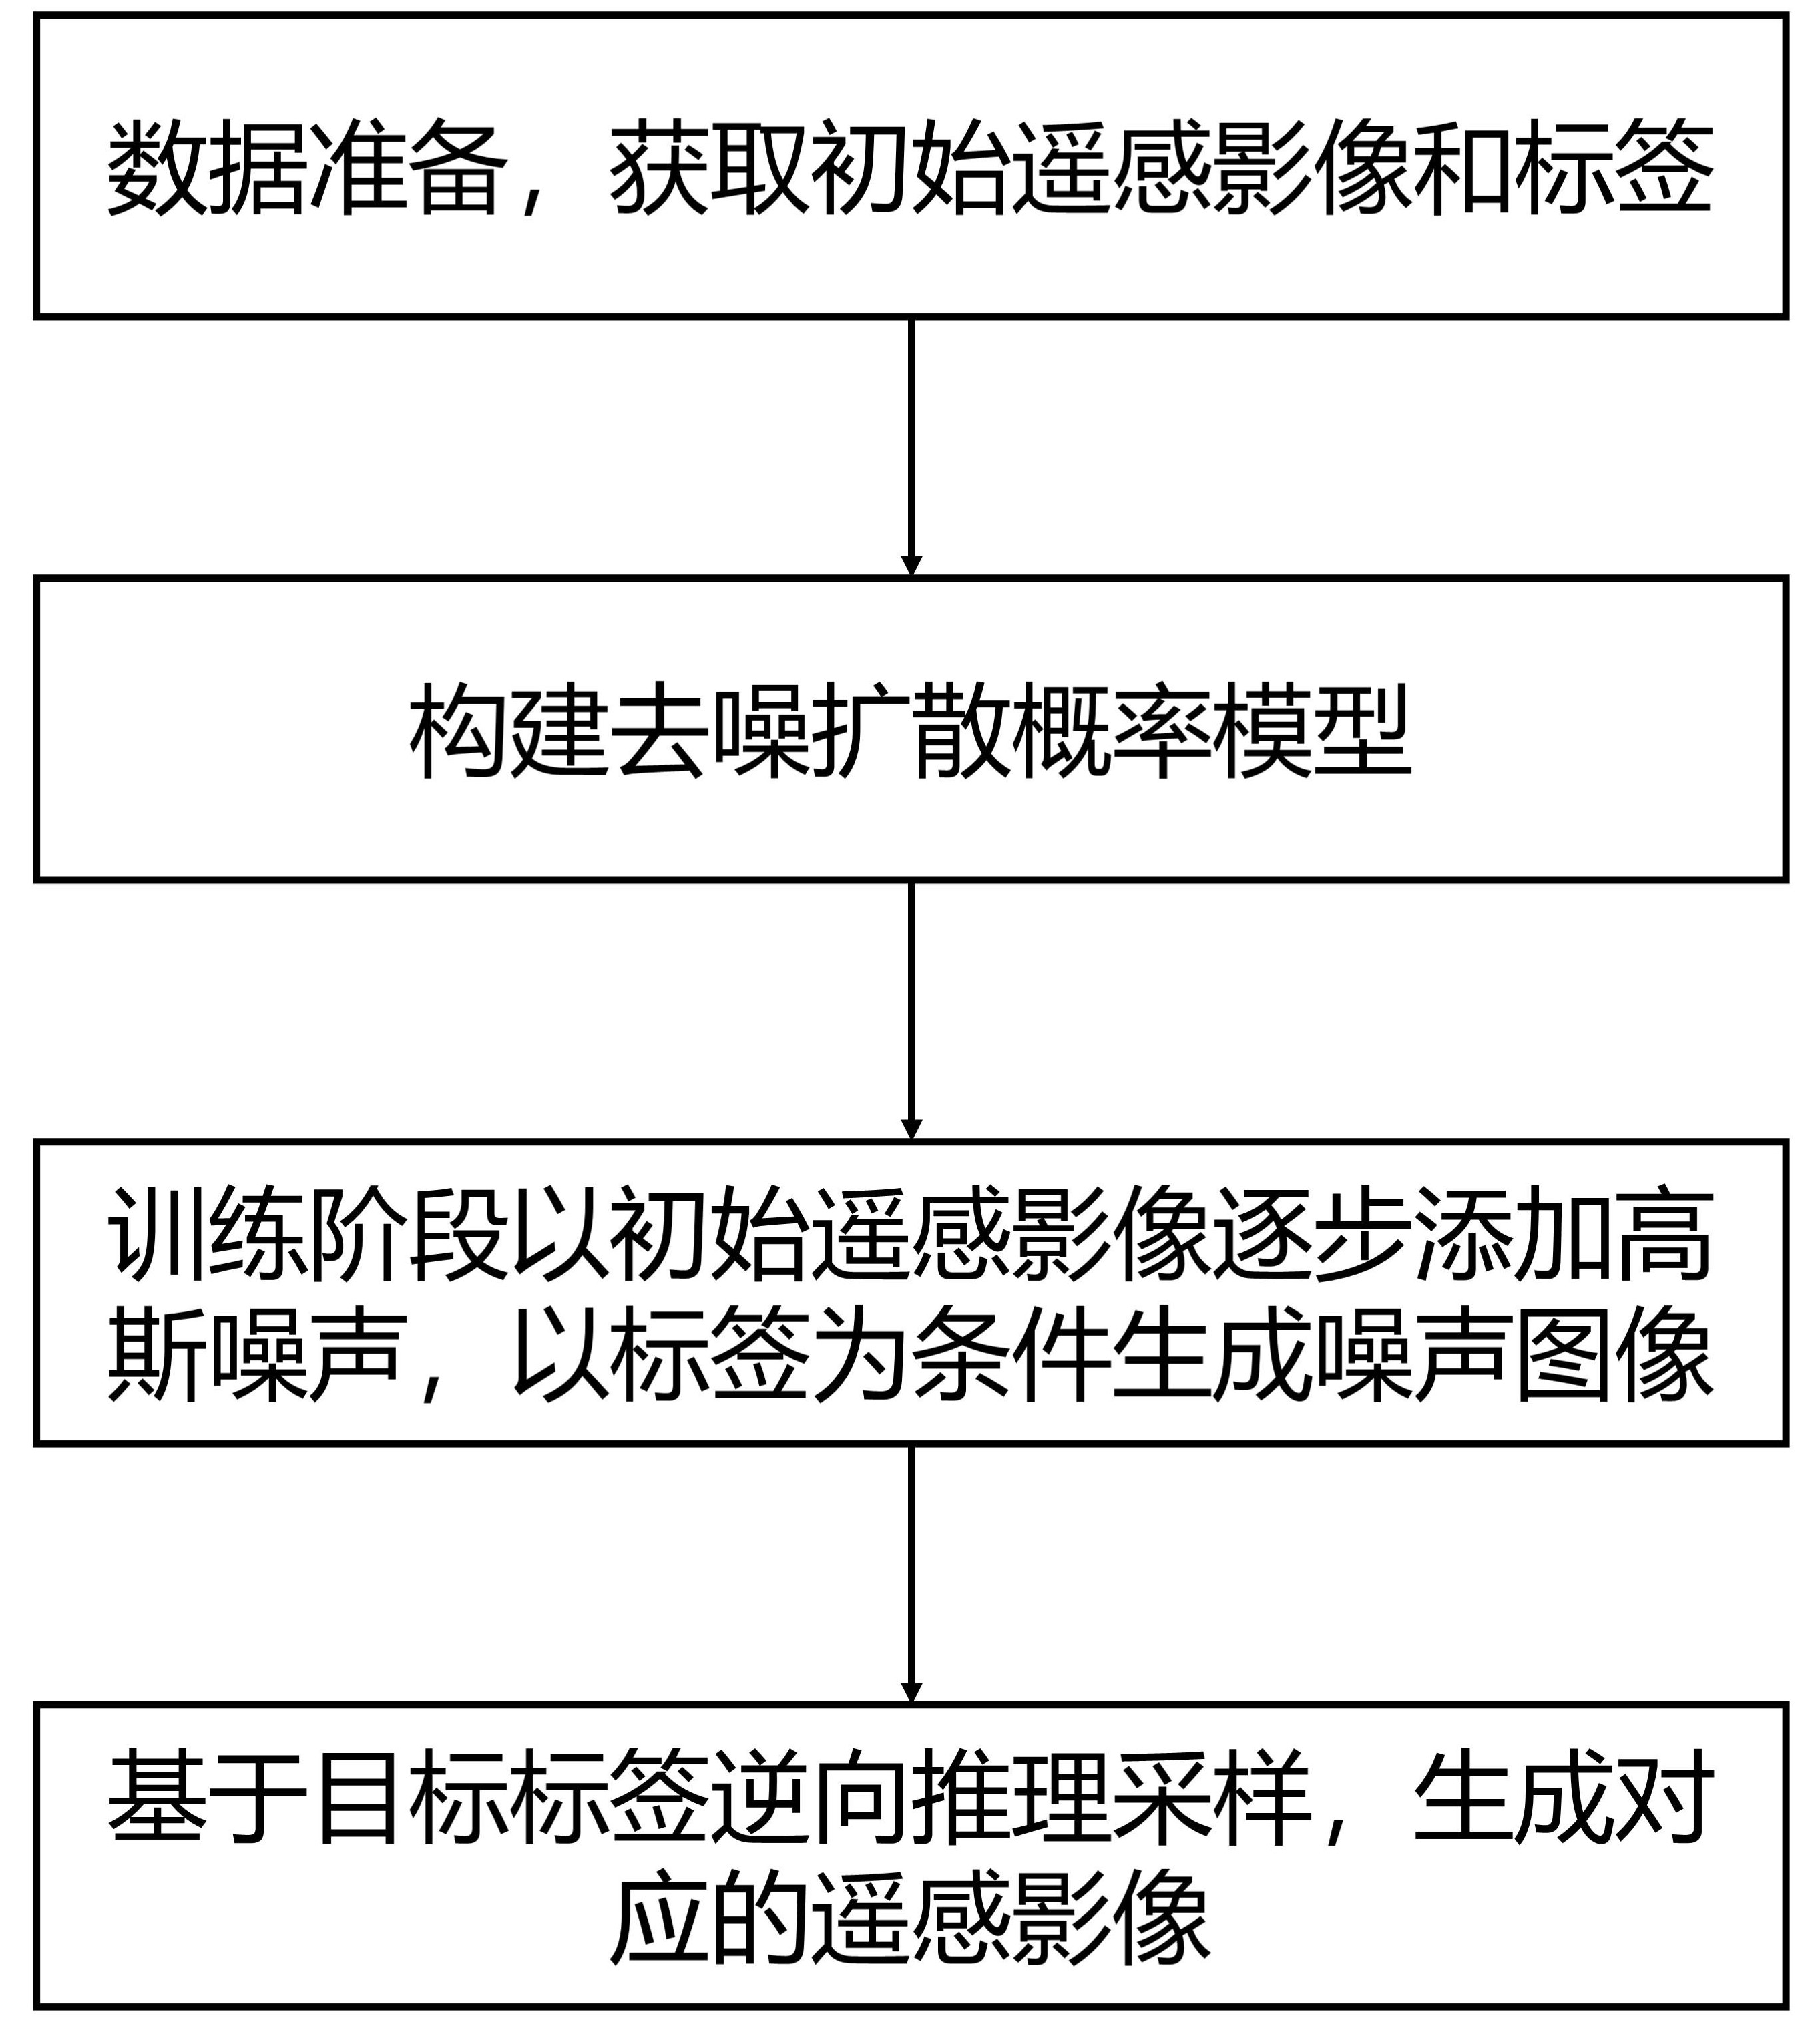 数据准备，获取初始遥感影像和标签
构建去噪扩散概率模型
训练阶段以初始遥感影像逐步添加高
斯噪声，以标签为条件生成噪声图像
基于目标标签逆向推理采样，生成对
应的遥感影像